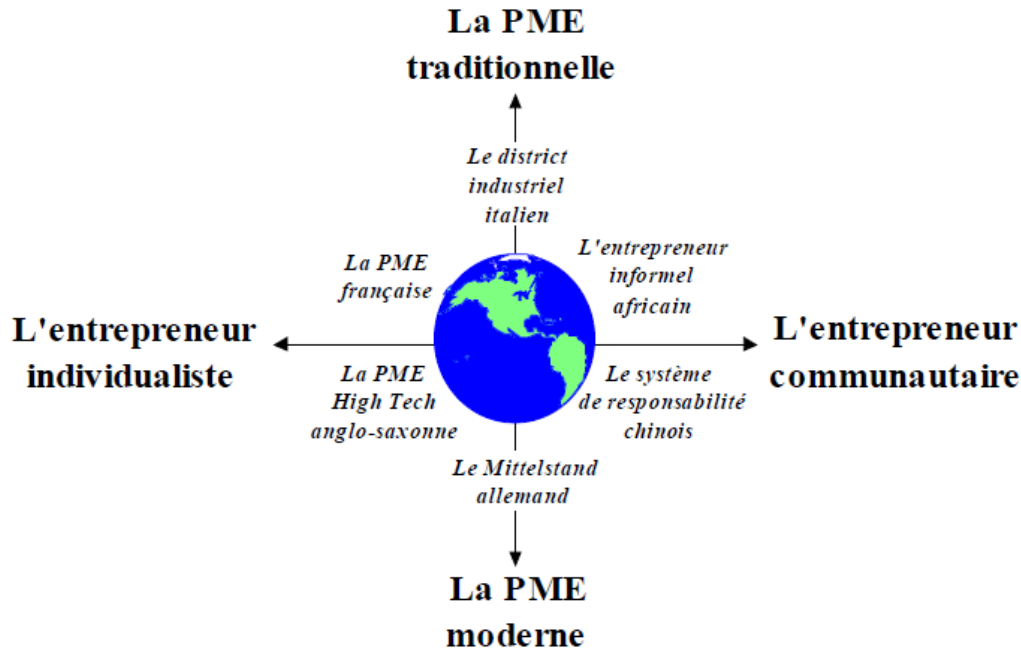 La PME
traditionnelle
Le district
industriel
italien
La PME
française
L'entrepreneur
informel
africain
L'entrepreneur
individualiste
L'entrepreneur
communautaire
La PME
High Tech
anglo-saxonne
Le système
de responsabilité
chinois
Le Mittelstand
allemand
La PME
moderne